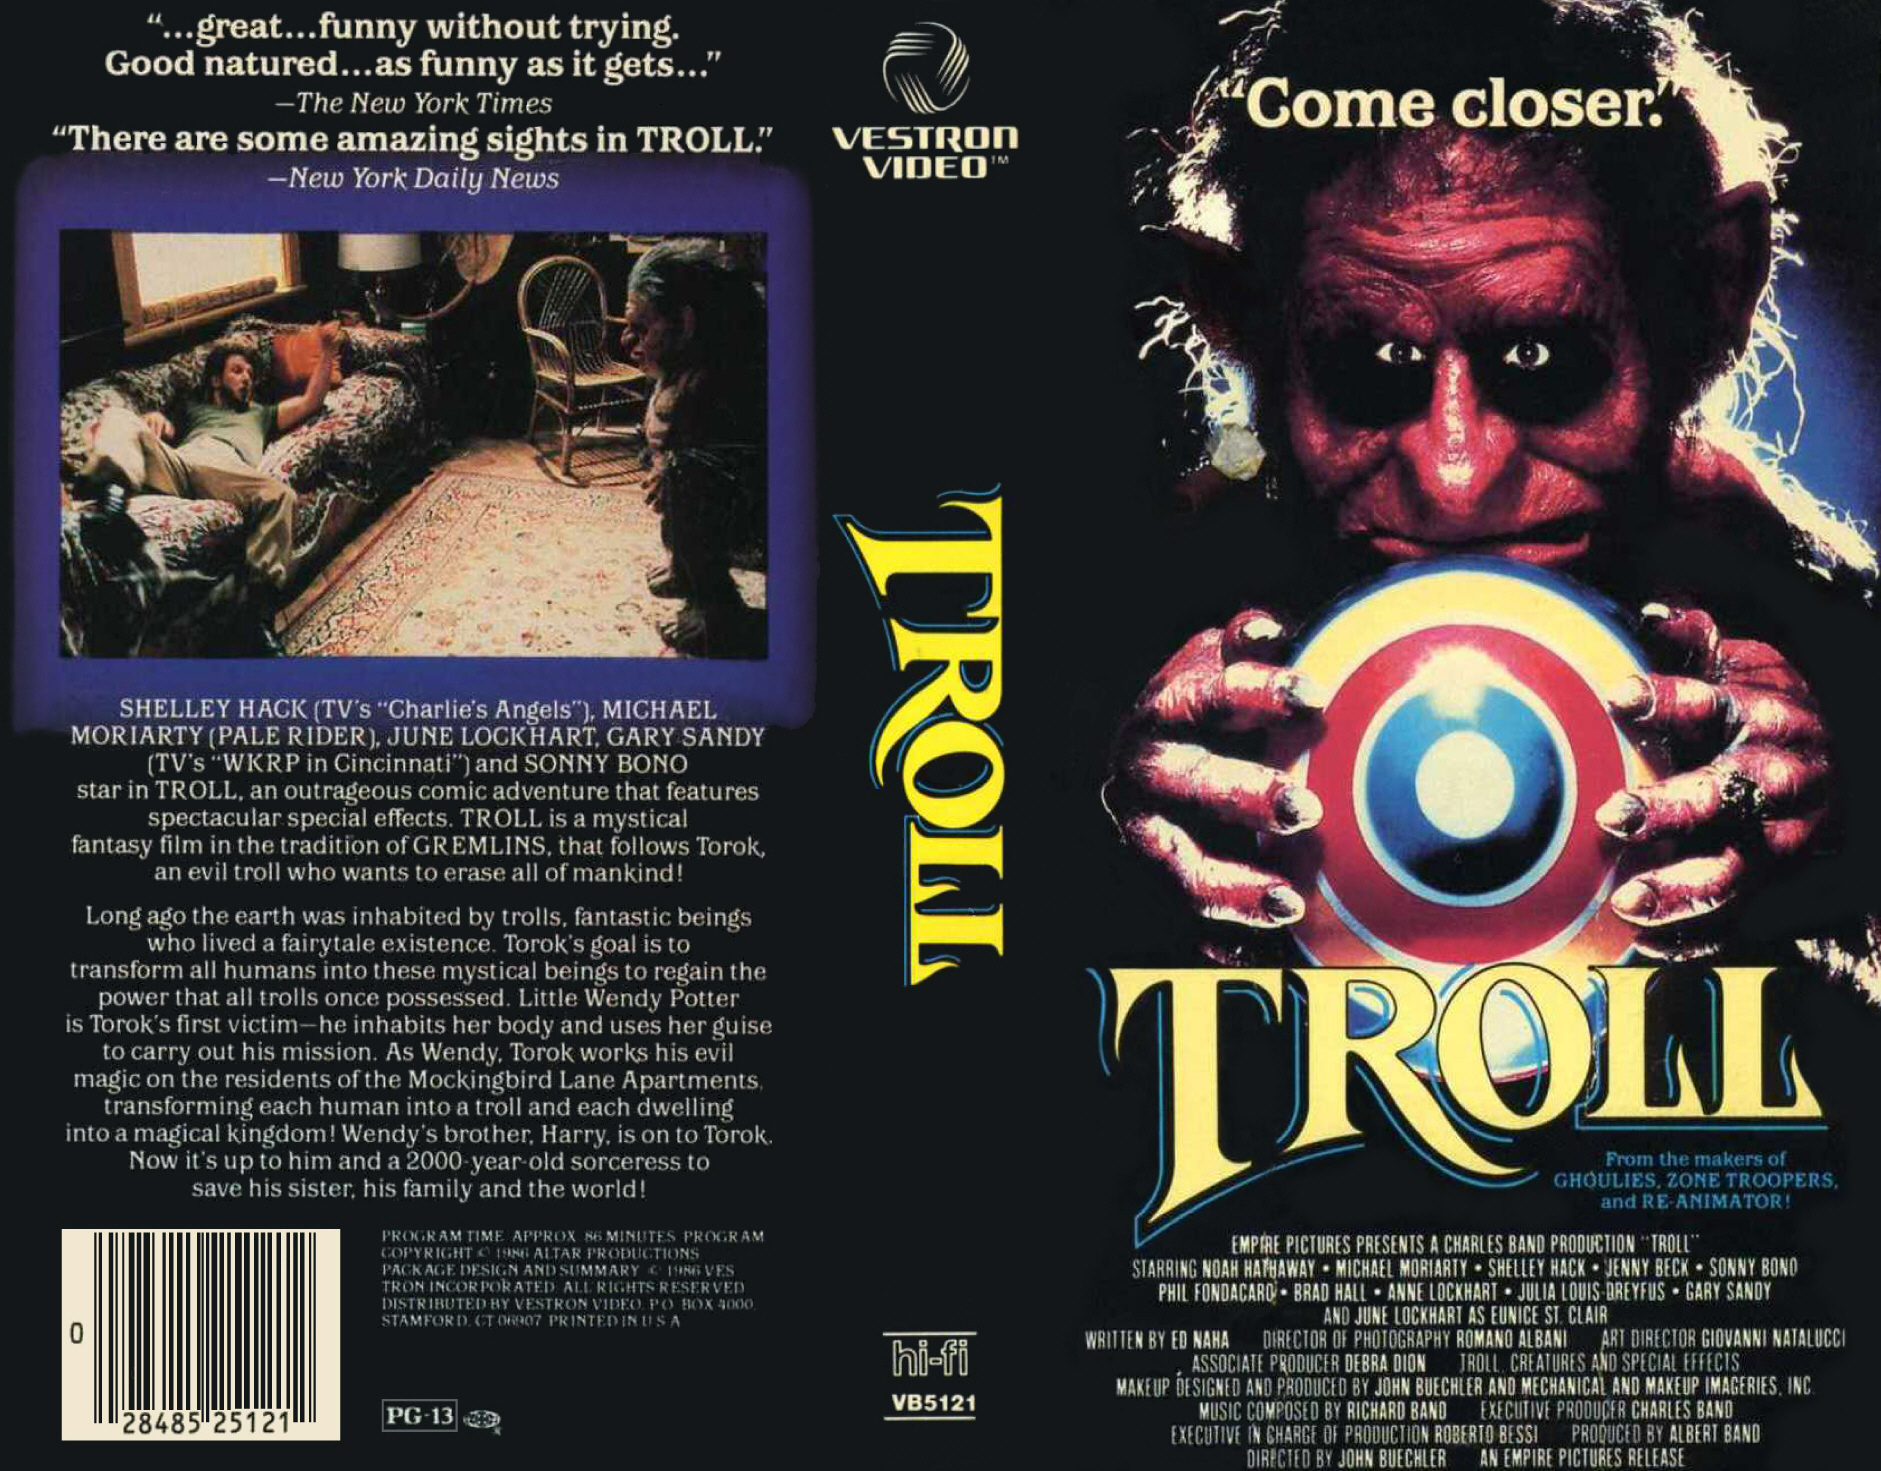 “...great...funny without trying.
Good natured...as funny as it gets...”
—The New York Times
“There are some amazing sights in TROLL.”
—New York Daily News
SHELLEY HACK (TV's “Charlie's Angels”), MICHAEL
MORIARTY (PALE RIDER), JUNE LOCKHART, GARY SANDY
(TV's “WKRP in Cincinnati”) and SONNY BONO
star in TROLL, an outrageous comic adventure that features
spectacular special effects. TROLL is a mystical
fantasy film in the tradition of GREMLINS, that follows Torok,
an evil troll who wants to erase all of mankind!
Long ago the earth was inhabited by trolls, fantastic beings
who lived a fairytale existence. Torok's goal is to
transform all humans into these mystical beings to regain the
power that all trolls once possessed. Little Wendy Potter
is Torok's first victim—he inhabits her body and uses her guise
to carry out his mission. As Wendy, Torok works his evil
magic on the residents of the Mockingbird Lane Apartments,
transforming each human into a troll and each dwelling
into a magical kingdom! Wendy's brother, Harry, is on to Torok.
Now it's up to him and a 2000-year-old sorceress to
save his sister, his family and the world!
0
28485 25121
PROGRAM TIME APPROX 86 MINUTES PROGRAM
COPYRIGHT © 1986 ALTAR PRODUCTIONS
PACKAGE DESIGN AND SUMMARY © 1986 VES
TRON INCORPORATED. ALL RIGHTS RESERVED
DISTRIBUTED BY VESTRON VIDEO, P.O. BOX 4000,
STAMFORD, CT 06907 PRINTED IN U S A
PG-13
VESTRON
VIDEO™
TROLL
hi-fi
VB5121
“Come closer.”
TROLL
From the makers of
GHOULIES, ZONE TROOPERS,
and RE-ANIMATOR!
EMPIRE PICTURES PRESENTS A CHARLES BAND PRODUCTION “TROLL”
STARRING NOAH HATHAWAY • MICHAEL MORIARTY • SHELLEY HACK • JENNY BECK • SONNY BONO
PHIL FONDACARO • BRAD HALL • ANNE LOCKHART • JULIA LOUIS-DREYFUS • GARY SANDY
AND JUNE LOCKHART AS EUNICE ST. CLAIR
WRITTEN BY ED NAHA DIRECTOR OF PHOTOGRAPHY ROMANO ALBANI ART DIRECTOR GIOVANNI NATALUCCI
ASSOCIATE PRODUCER DEBRA DION TROLL, CREATURES AND SPECIAL EFFECTS
MAKEUP DESIGNED AND PRODUCED BY JOHN BUECHLER AND MECHANICAL AND MAKEUP IMAGERIES, INC.
MUSIC COMPOSED BY RICHARD BAND EXECUTIVE PRODUCER CHARLES BAND
EXECUTIVE IN CHARGE OF PRODUCTION ROBERTO BESSI PRODUCED BY ALBERT BAND
DIRECTED BY JOHN BUECHLER AN EMPIRE PICTURES RELEASE